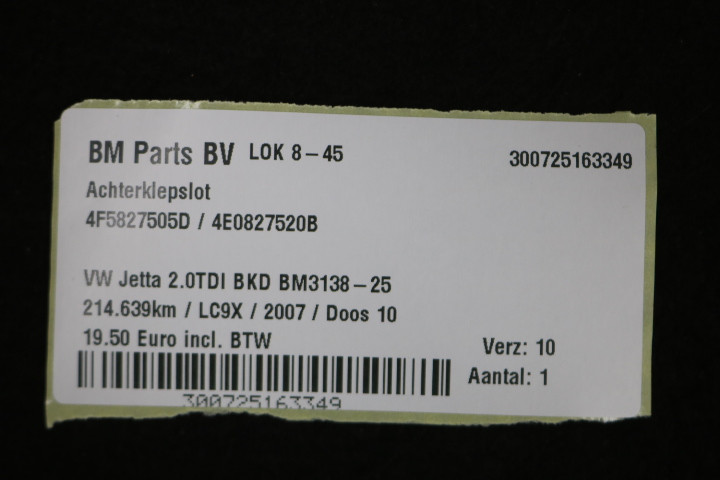 BM Parts BV LOK 8-45 300725163349
Achterklepslot
4F5827505D / 4E0827520B
VW Jetta 2.0TDI BKD BM3138-25
214.639km / LC9X / 2007 / Doos 10
19.50 Euro incl. BTW
Verz: 10
Aantal: 1
300725163349